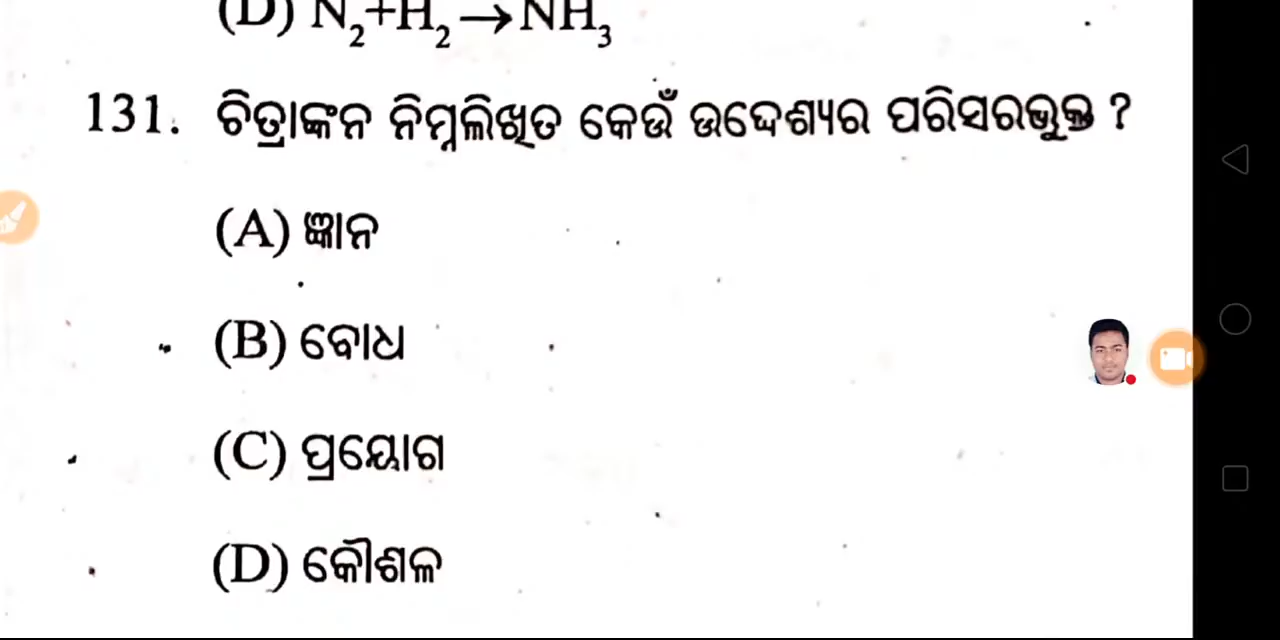 (D) N₂+H₂→NH₃
131. ଚିତ୍ରାଙ୍କନ ନିମ୍ନଲିଖିତ କେଉଁ ଉଦ୍ଦେଶ୍ୟର ପରିସରଭୁକ୍ତ ?
(A) ଜ୍ଞାନ
(B) ବୋଧ
(C) ପ୍ରୟୋଗ
(D) କୌଶଳ